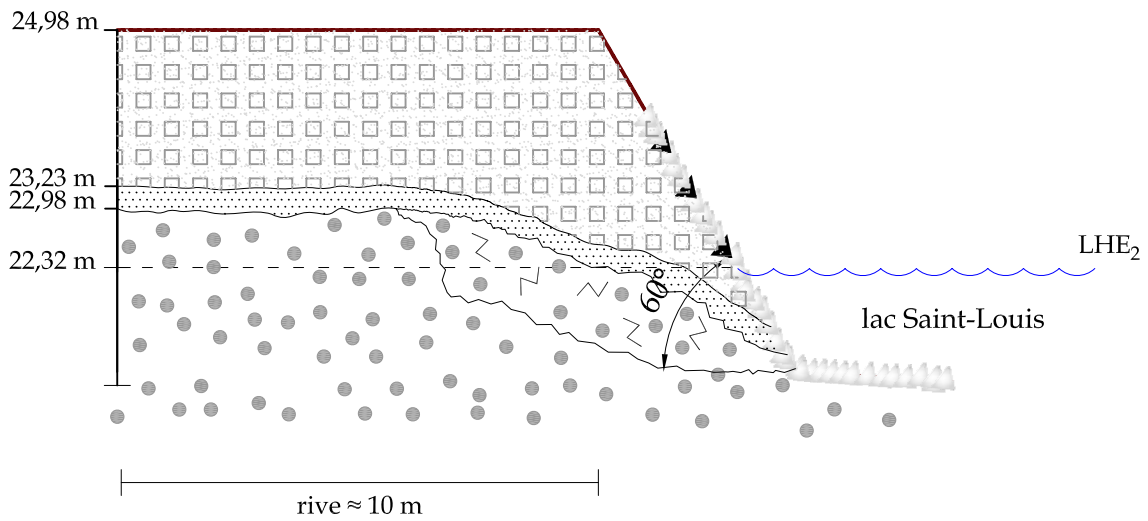 24,98 m
23,23 m
22,98 m
22,32 m
60°
LHE₂
lac Saint-Louis
rive ≈ 10 m